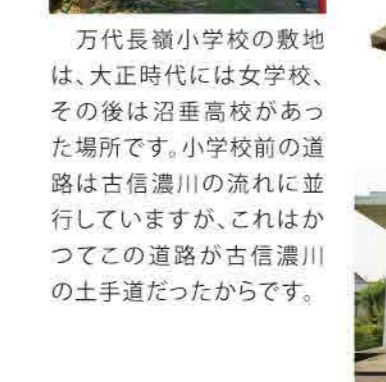 万代長嶺小学校の敷地
は、大正時代には女学校、
その後は沼垂高校があっ
た場所です。小学校前の道
路は古信濃川の流れに並
行していますが、これはか
つてこの道路が古信濃川
の土手道だったからです。